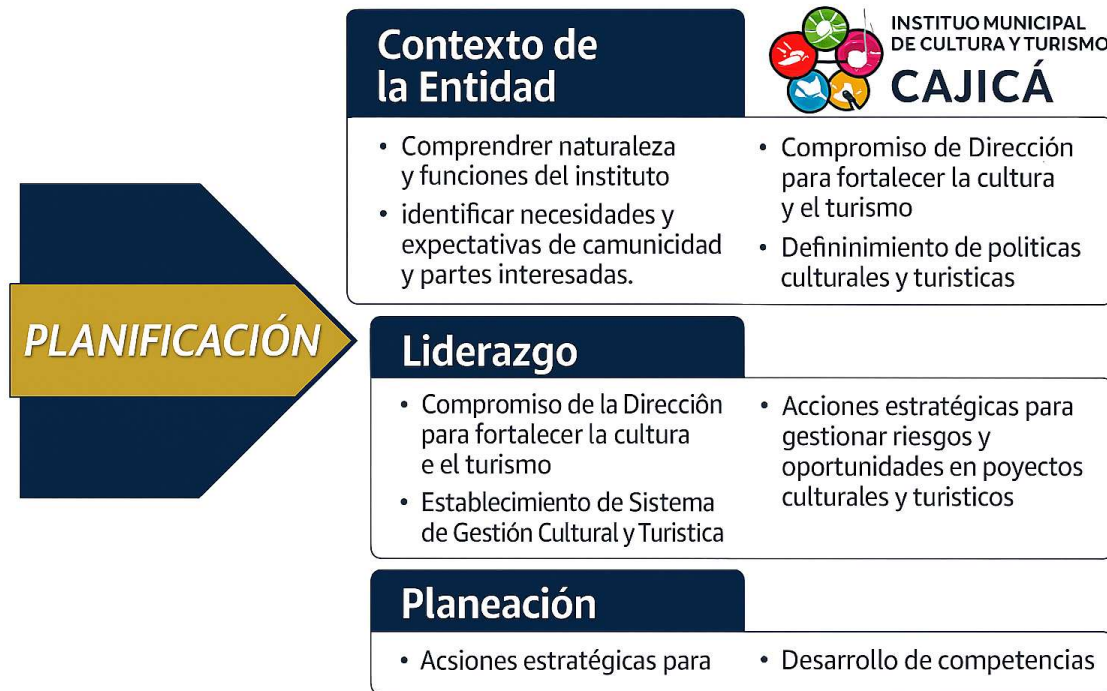 PLANIFICACIÓN
Contexto de
la Entidad
INSTITUO MUNICIPAL
DE CULTURA Y TURISMO
CAJICÁ
• Comprendrer naturaleza
y funciones del instituto
• identificar necesidades y
expectativas de camunicidad
y partes interesadas.
• Compromiso de Dirección
para fortalecer la cultura
y el turismo
• Defininimiento de politicas
culturales y turisticas
Liderazgo
• Compromiso de la Direcciôn
para fortalecer la cultura
e el turismo
• Establecimiento de Sistema
de Gestión Cultural y Turistica
• Acciones estratégicas para
gestionar riesgos y
oportunidades en poyectos
culturales y turisticos
Planeación
• Acsiones estratégicas para
• Desarrollo de competencias